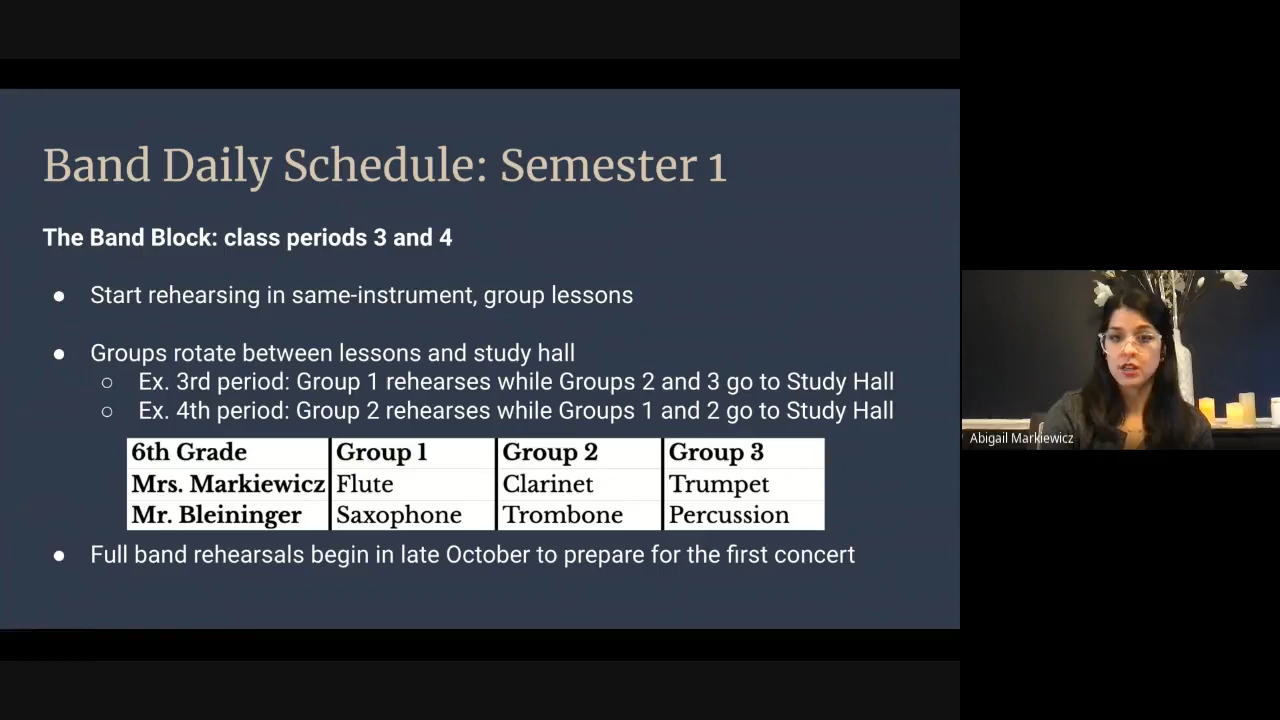 Band Daily Schedule: Semester 1
The Band Block: class periods 3 and 4
● Start rehearsing in same-instrument, group lessons
● Groups rotate between lessons and study hall
○ Ex. 3rd period: Group 1 rehearses while Groups 2 and 3 go to Study Hall
○ Ex. 4th period: Group 2 rehearses while Groups 1 and 2 go to Study Hall
6th Grade Group 1 Group 2 Group 3
Mrs. Markiewicz Flute Clarinet Trumpet
Mr. Bleininger Saxophone Trombone Percussion
● Full band rehearsals begin in late October to prepare for the first concert
Abigail Markiewicz